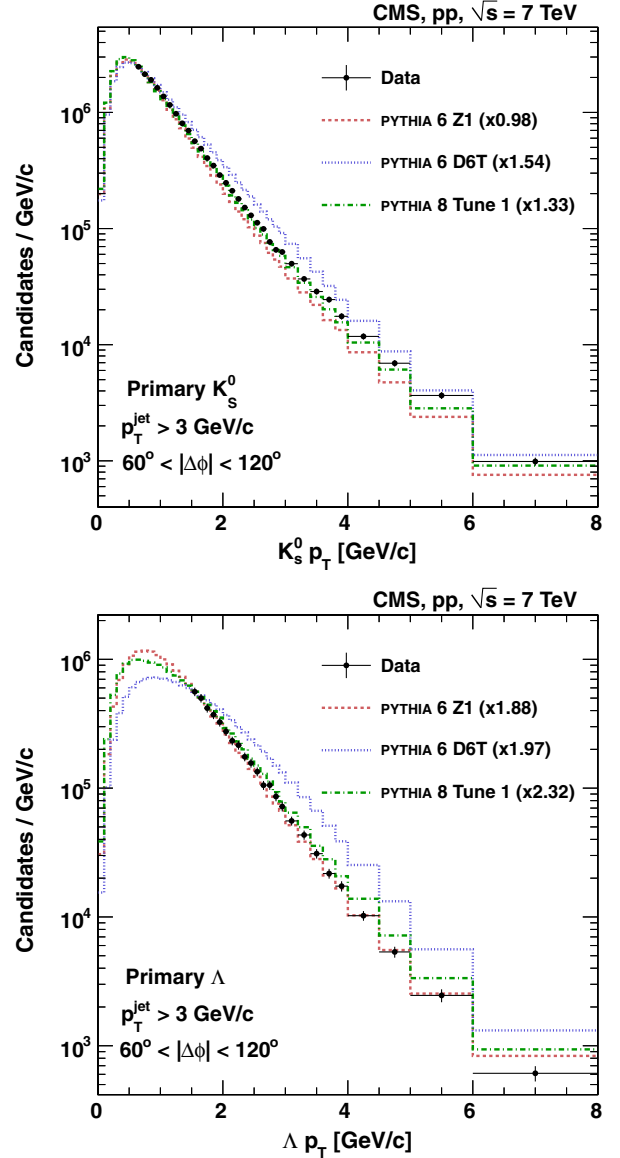 CMS, pp, √s = 7 TeV
Candidates / GeV/c
10⁶
10⁵
10⁴
10³
Data
PYTHIA 6 Z1 (x0.98)
PYTHIA 6 D6T (x1.54)
PYTHIA 8 Tune 1 (x1.33)
Primary K⁰_S
p_T^jet > 3 GeV/c
60° < |Δϕ| < 120°
0 2 4 6 8
K⁰_s p_T [GeV/c]
CMS, pp, √s = 7 TeV
Candidates / GeV/c
10⁶
10⁵
10⁴
10³
Data
PYTHIA 6 Z1 (x1.88)
PYTHIA 6 D6T (x1.97)
PYTHIA 8 Tune 1 (x2.32)
Primary Λ
p_T^jet > 3 GeV/c
60° < |Δϕ| < 120°
0 2 4 6 8
Λ p_T [GeV/c]